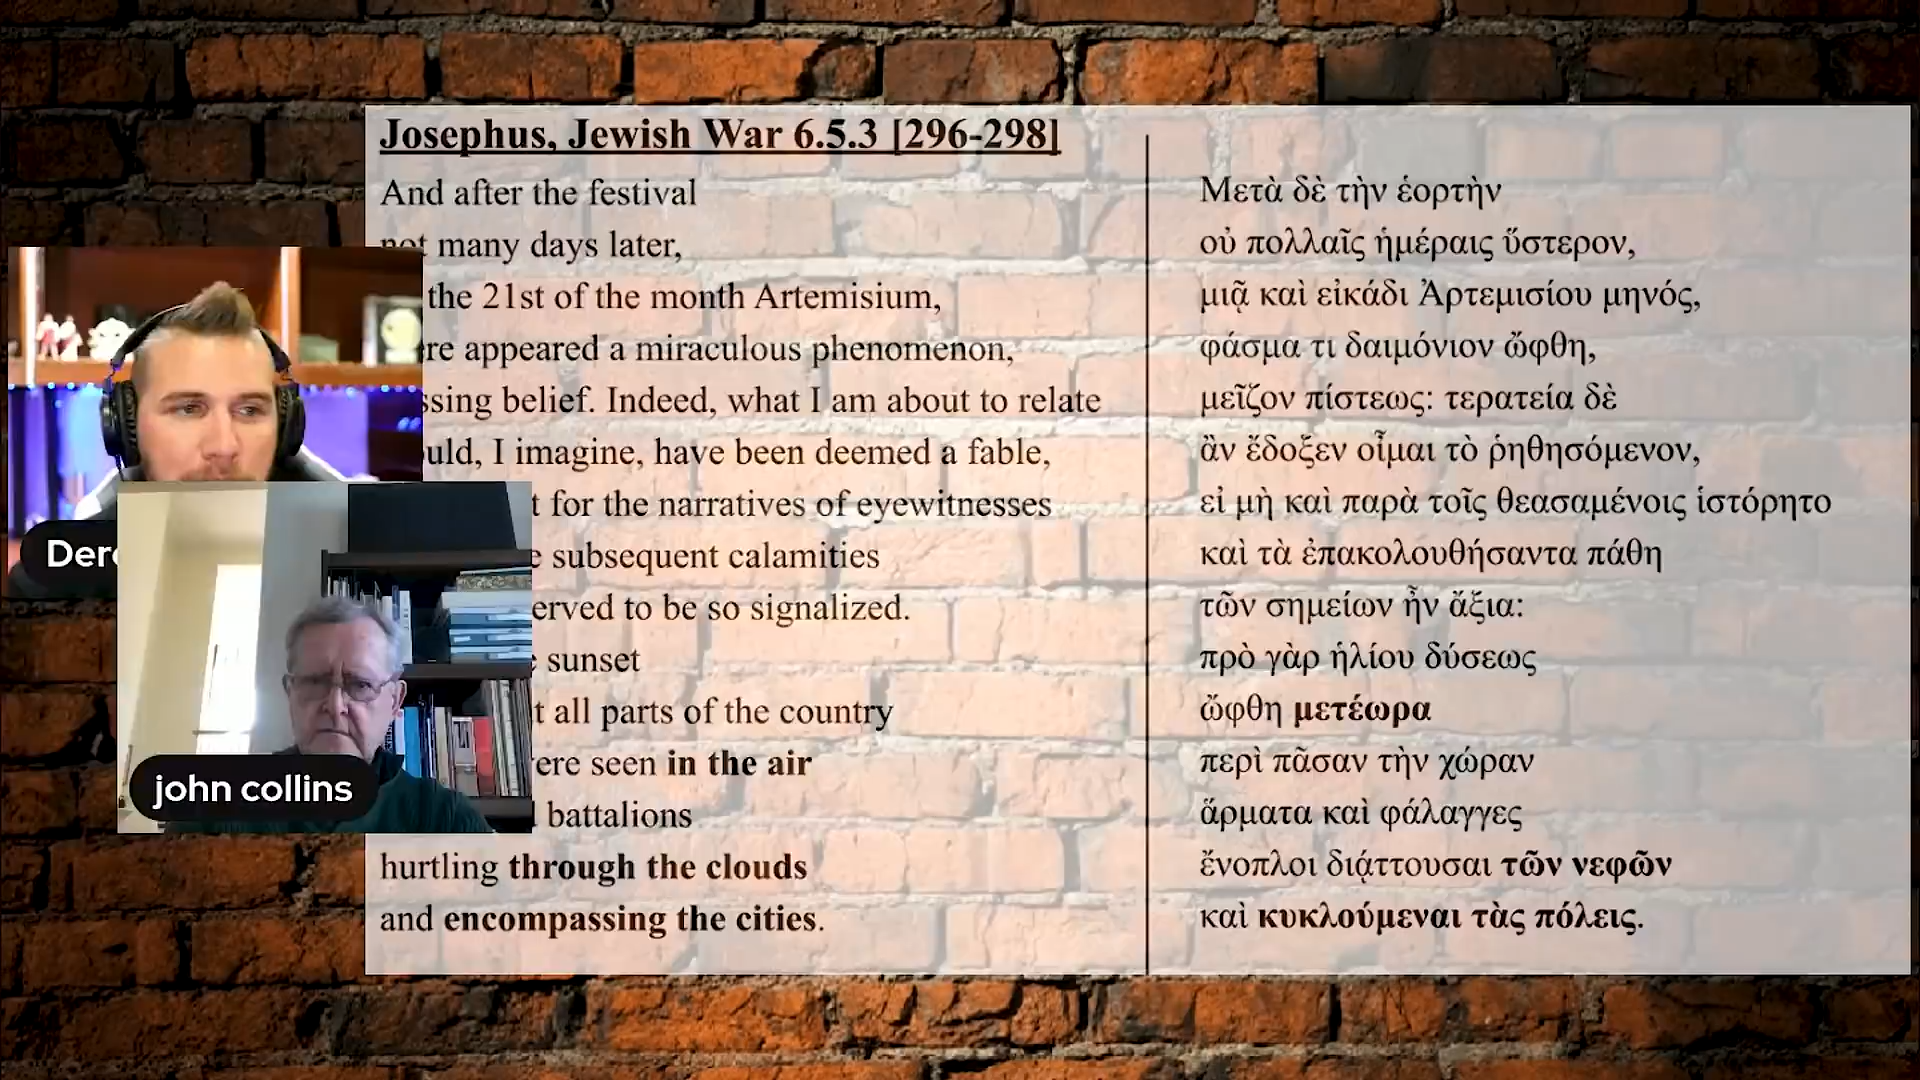 Josephus, Jewish War 6.5.3 [296-298]
And after the festival
not many days later,
the 21st of the month Artemisium,
appeared a miraculous phenomenon,
belief. Indeed, what I am about to relate
I imagine, have been deemed a fable,
for the narratives of eyewitnesses
subsequent calamities
to be so signalized.
sunset
all parts of the country
seen in the air
battalions
hurtling through the clouds
and encompassing the cities.
Μετὰ δὲ τὴν ἑορτὴν
οὐ πολλαῖς ἡμέραις ὕστερον,
μιᾷ καὶ εἰκάδι Ἀρτεμισίου μηνός,
φάσμα τι δαιμόνιον ὤφθη,
μεῖζον πίστεως: τερατεία δὲ
ἂν ἔδοξεν οἶμαι τὸ ῥηθησόμενον,
εἰ μὴ καὶ παρὰ τοῖς θεασαμένοις ἱστόρητο
καὶ τὰ ἐπακολουθήσαντα πάθη
τῶν σημείων ἦν ἄξια:
πρὸ γὰρ ἡλίου δύσεως
ὤφθη μετέωρα
περὶ πᾶσαν τὴν χώραν
ἅρματα καὶ φάλαγγες
ἔνοπλοι διᾴττουσαι τῶν νεφῶν
καὶ κυκλούμεναι τὰς πόλεις.
john collins